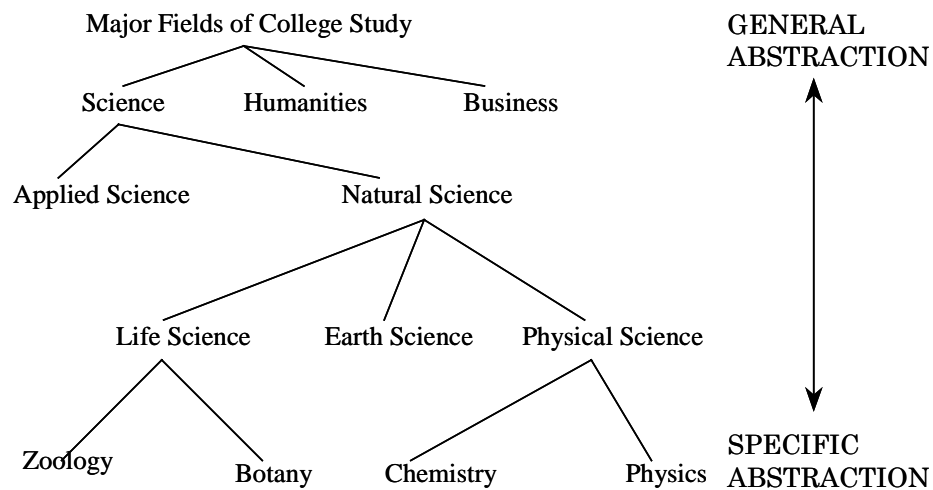 Major Fields of College Study
GENERAL
ABSTRACTION
Science
Humanities
Business
Applied Science
Natural Science
Life Science
Earth Science
Physical Science
Zoology
Botany
Chemistry
Physics
SPECIFIC
ABSTRACTION